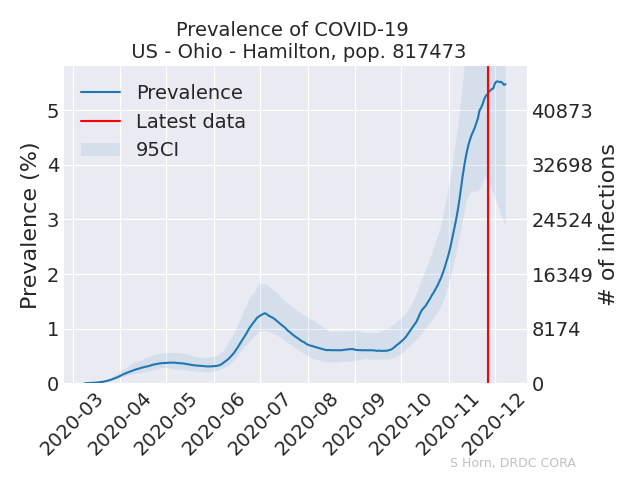 Prevalence of COVID-19
US - Ohio - Hamilton, pop. 817473
Prevalence
Latest data
95CI
Prevalence (%)
5
4
3
2
1
0
40873
32698
24524
16349
8174
0
# of infections
2020-03
2020-04
2020-05
2020-06
2020-07
2020-08
2020-09
2020-10
2020-11
2020-12
S Horn, DRDC CORA